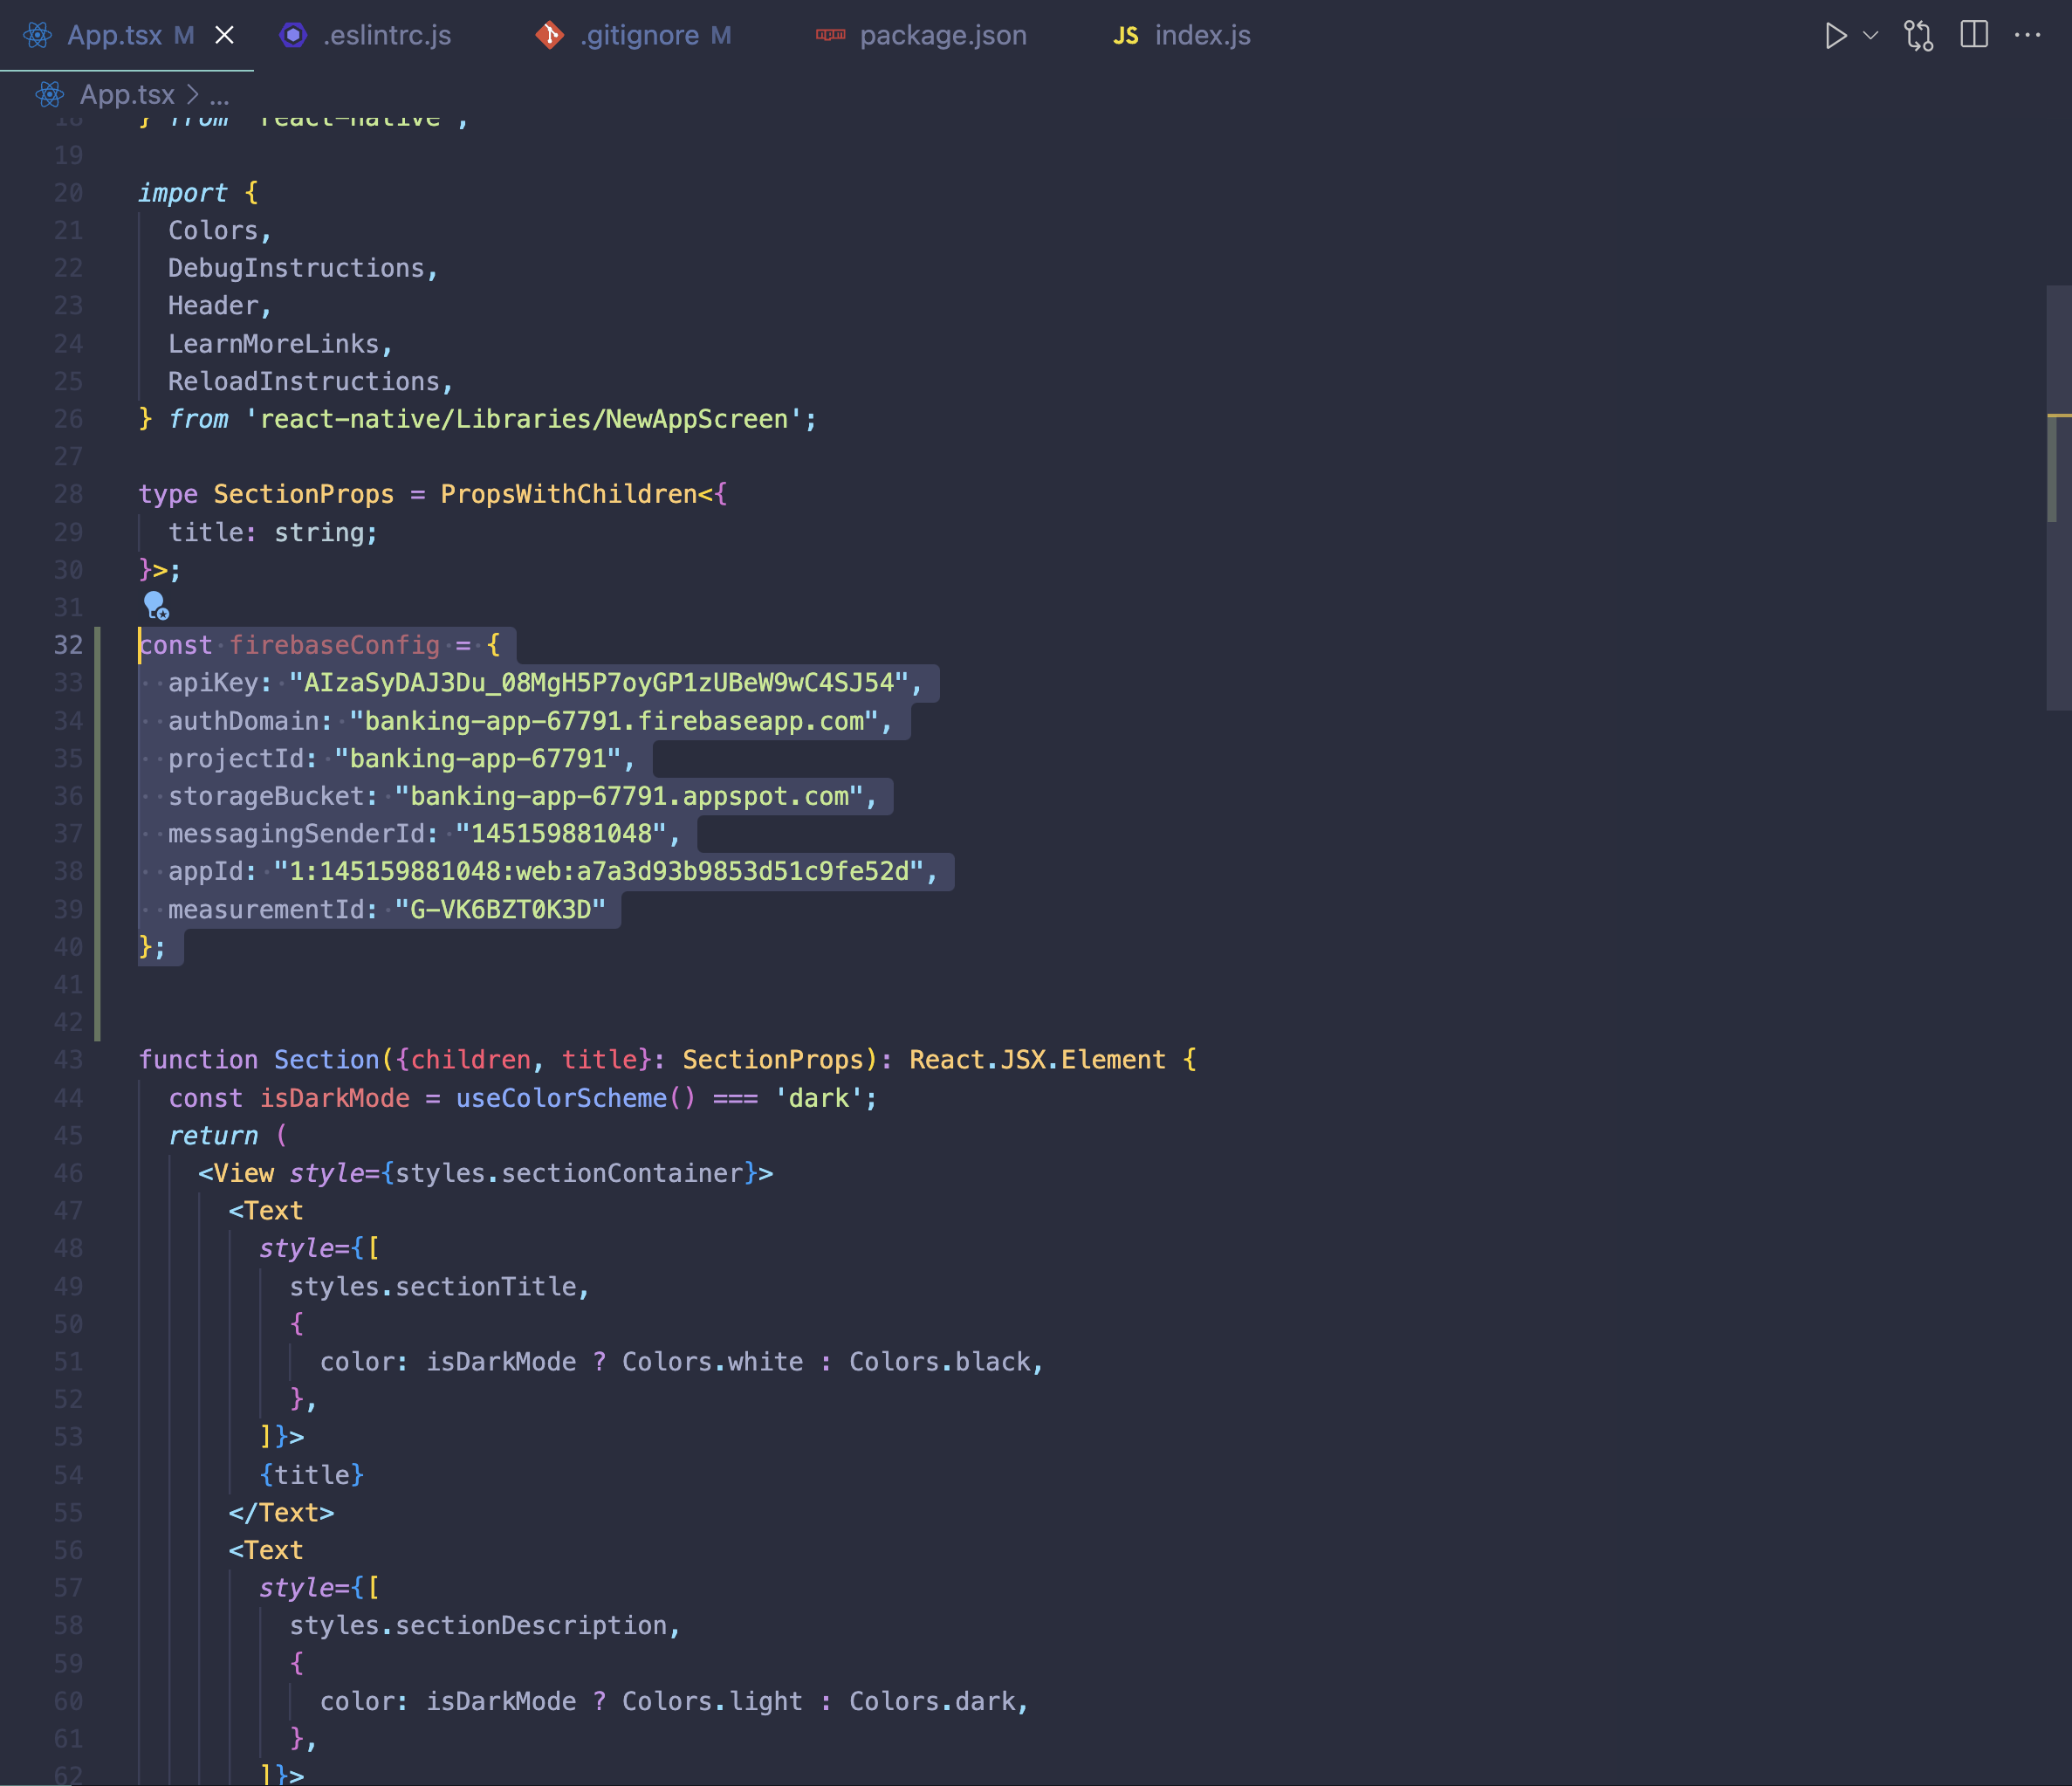 App.tsx M .eslintrc.js .gitignore M package.json JS index.js
App.tsx > ...
18 } from 'react-native';
19
20 import {
21 Colors,
22 DebugInstructions,
23 Header,
24 LearnMoreLinks,
25 ReloadInstructions,
26 } from 'react-native/Libraries/NewAppScreen';
27
28 type SectionProps = PropsWithChildren<{
29 title: string;
30 }>;
31
32 const firebaseConfig = {
33 apiKey: "AIzaSyDAJ3Du_08MgH5P7oyGP1zUBeW9wC4SJ54",
34 authDomain: "banking-app-67791.firebaseapp.com",
35 projectId: "banking-app-67791",
36 storageBucket: "banking-app-67791.appspot.com",
37 messagingSenderId: "145159881048",
38 appId: "1:145159881048:web:a7a3d93b9853d51c9fe52d",
39 measurementId: "G-VK6BZT0K3D"
40 };
41
42
43 function Section({children, title}: SectionProps): React.JSX.Element {
44 const isDarkMode = useColorScheme() === 'dark';
45 return (
46 <View style={styles.sectionContainer}>
47 <Text
48 style={[
49 styles.sectionTitle,
50 {
51 color: isDarkMode ? Colors.white : Colors.black,
52 },
53 ]}>
54 {title}
55 </Text>
56 <Text
57 style={[
58 styles.sectionDescription,
59 {
60 color: isDarkMode ? Colors.light : Colors.dark,
61 },
62 ]}>